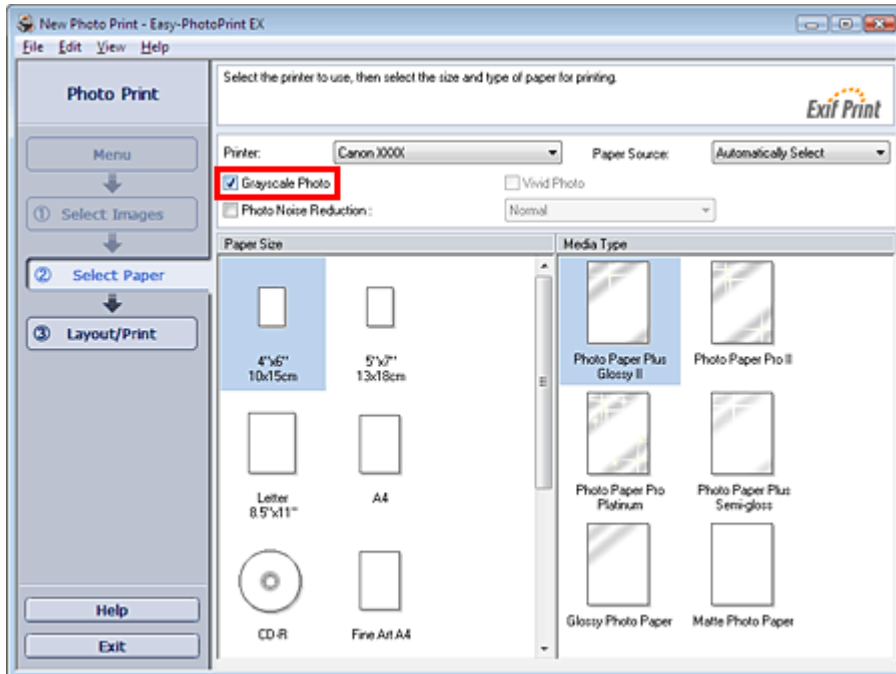 New Photo Print - Easy-PhotoPrint EX
File Edit View Help
Photo Print
Select the printer to use, then select the size and type of paper for printing.
Exif Print
Menu
Printer: Canon XXXX Paper Source: Automatically Select
Grayscale Photo Vivid Photo
① Select Images
Photo Noise Reduction : Normal
Paper Size Media Type
② Select Paper
③ Layout/Print
4"x6"
10x15cm
5"x7"
13x18cm
Photo Paper Plus
Glossy II
Photo Paper Pro II
Letter
8.5"x11"
A4
Photo Paper Pro
Platinum
Photo Paper Plus
Semi-gloss
CD-R
Fine Art A4
Glossy Photo Paper
Matte Photo Paper
Help
Exit